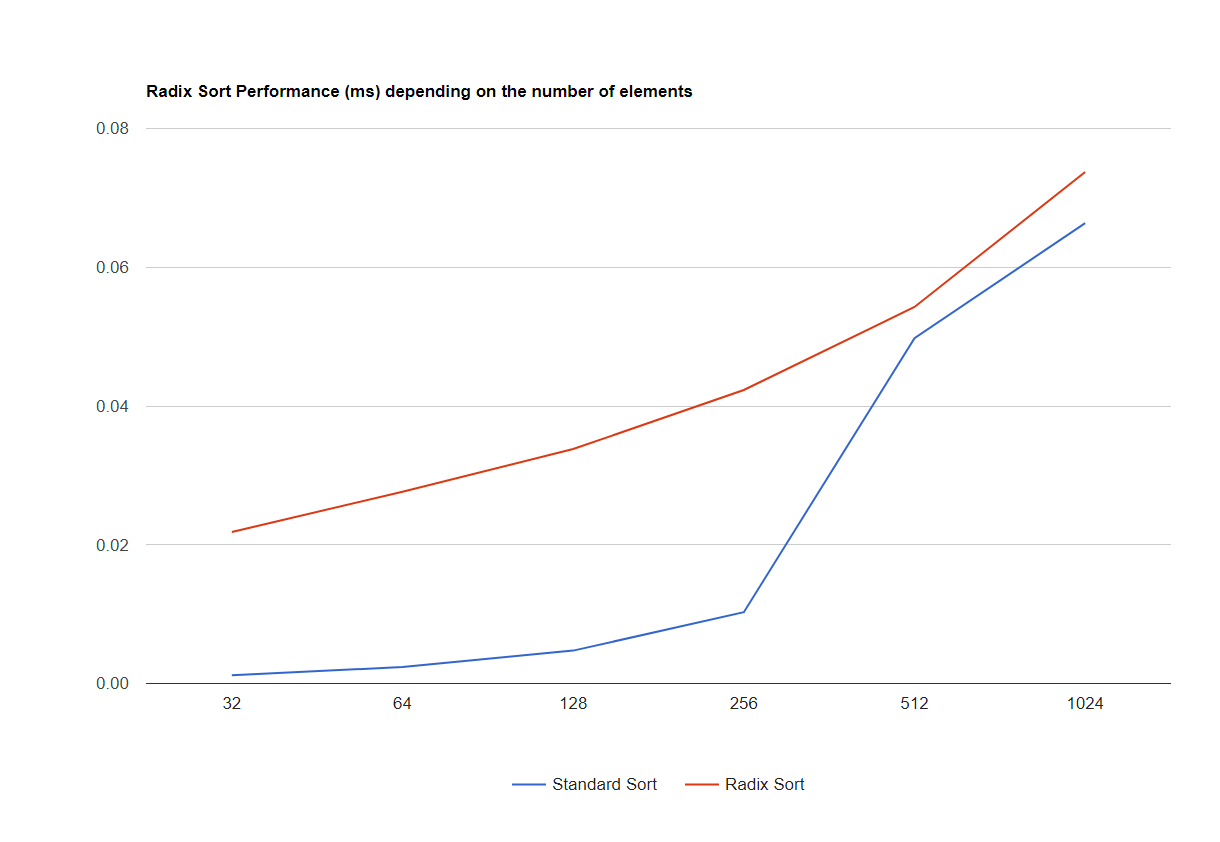 Radix Sort Performance (ms) depending on the number of elements
0.08
0.06
0.04
0.02
0.00
32 64 128 256 512 1024
Standard Sort Radix Sort